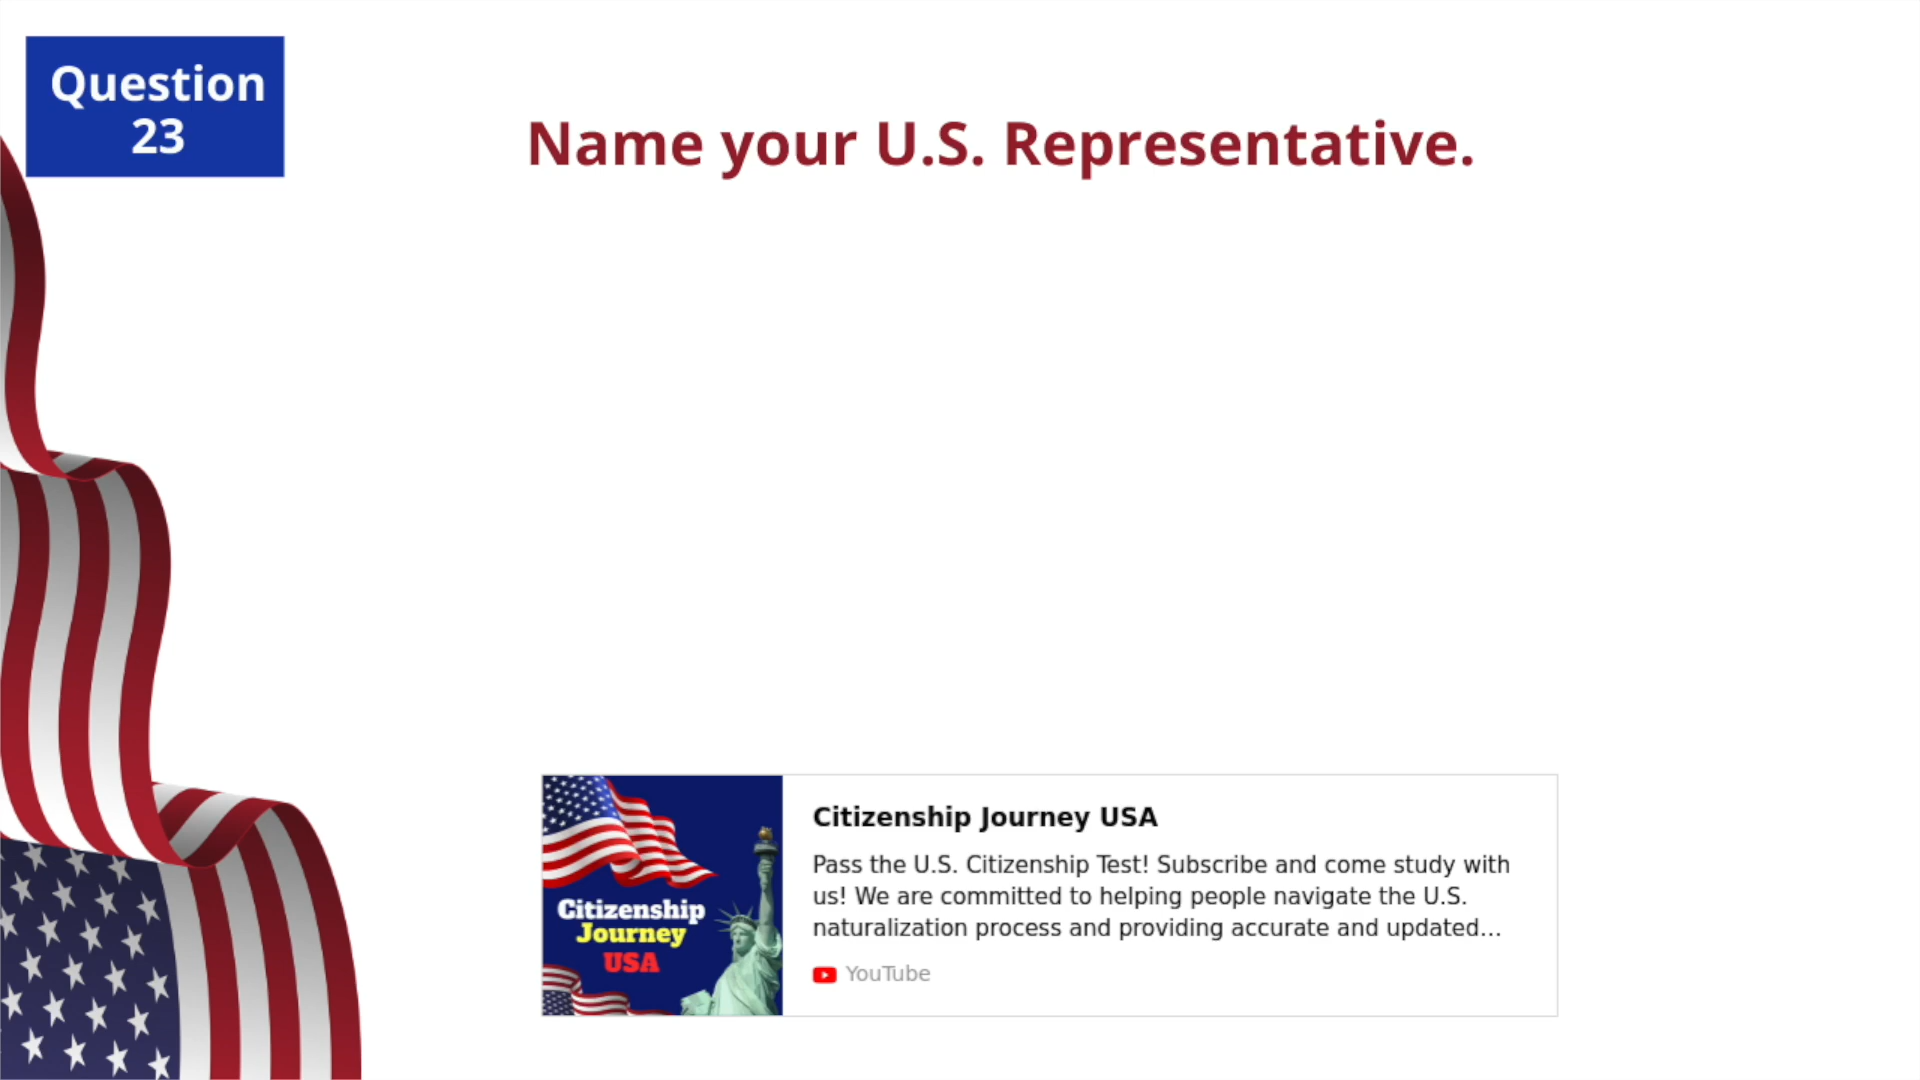 Question
23
Name your U.S. Representative.
Citizenship
Journey
USA
Citizenship Journey USA
Pass the U.S. Citizenship Test! Subscribe and come study with
us! We are committed to helping people navigate the U.S.
naturalization process and providing accurate and updated...
YouTube